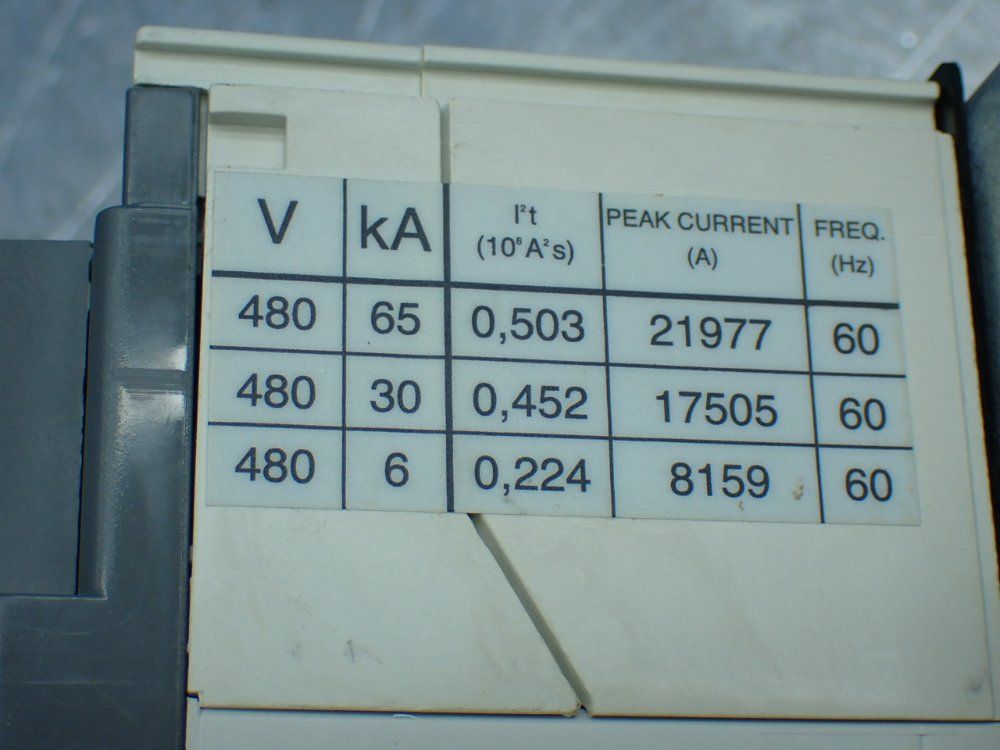 V kA I²t (10⁶A²s) PEAK CURRENT (A) FREQ. (Hz)
480 65 0,503 21977 60
480 30 0,452 17505 60
480 6 0,224 8159 60